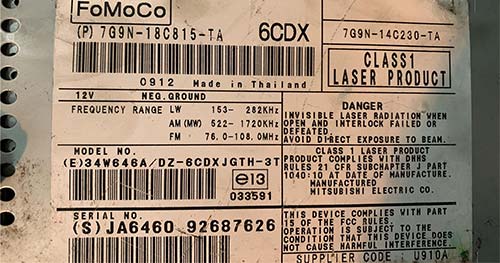 FoMoCo
(P) 7G9N-18C815-TA
6CDX
7G9N-14C230-TA
CLASS1
LASER PRODUCT
0912 Made in Thailand
12V NEG.GROUND
FREQUENCY RANGE LW 153- 282KHz
AM(MW) 522-1720KHz
FM 76.0-108.0MHz
DANGER
INVISIBLE LASER RADIATION WHEN
OPEN AND INTERLOCK FAILED OR
DEFEATED.
AVOID DIRECT EXPOSURE TO BEAM.
MODEL NO.
(E)34W646A/DZ-6CDXJGTH-3T
e13
033591
CLASS 1 LASER PRODUCT
PRODUCT COMPLIES WITH DHHS
RULES 21 CFR SUBCHAPTER J PART
1040:10 AT DATE OF MANUFACTURE.
MANUFACTURED
MITSUBISHI ELECTRIC CO.
SERIAL NO.
(S)JA6460 92687626
THIS DEVICE COMPLIES WITH PART
15 OF THE FCC RULES.
OPERATION IS SUBJECT TO THE
CONDITION THAT THIS DEVICE DOES
NOT CAUSE HARMFUL INTERFERENCE.
SUPPLIER CODE : U910A